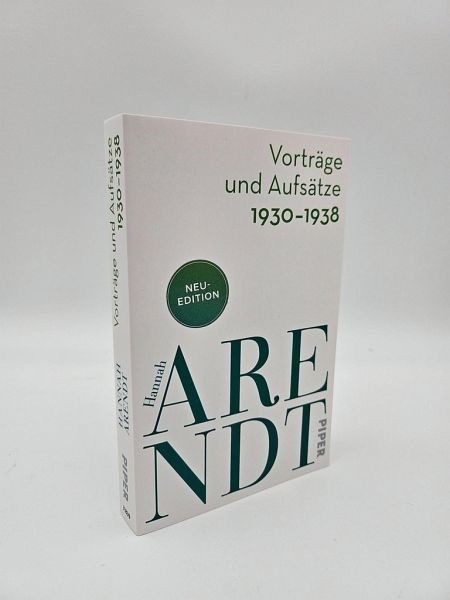 Vorträge
und Aufsätze
1930–1938
NEU-
EDITION
Hannah
ARE
NDT
PIPER
Vorträge und Aufsätze
1930–1938
HANNAH
ARENDT
PIPER